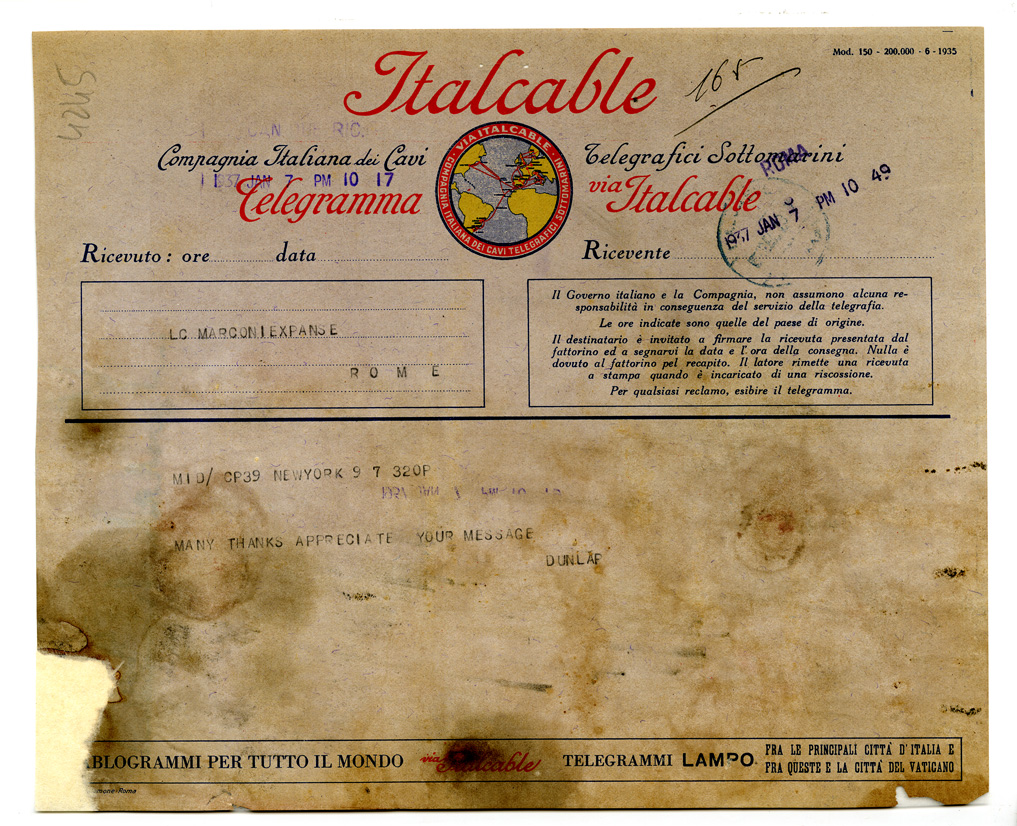 Mod. 150 - 200.000 - 6 - 1935
4245
Italcable
165
Compagnia Italiana dei Cavi Telegrafici Sottomarini
VIA ITALCABLE · COMPAGNIA ITALIANA DEI CAVI TELEGRAFICI SOTTOMARINI ·
ROMA
1937 JAN 7 PM 10 17
1937 JAN 7 PM 10 49
Telegramma via Italcable
Ricevuto: ore data
Ricevente
LC MARCONIEXPANSE
ROME
Il Governo italiano e la Compagnia, non assumono alcuna re-
sponsabilità in conseguenza del servizio della telegrafia.
Le ore indicate sono quelle del paese di origine.
Il destinatario è invitato a firmare la ricevuta presentata dal
fattorino ed a segnarvi la data e l'ora della consegna. Nulla è
dovuto al fattorino pel recapito. Il latore rimette una ricevuta
a stampa quando è incaricato di una riscossione.
Per qualsiasi reclamo, esibire il telegramma.
MID/ CP39 NEWYORK 9 7 320P
MANY THANKS APPRECIATE YOUR MESSAGE
DUNLAP
BLOGRAMMI PER TUTTO IL MONDO via Italcable TELEGRAMMI LAMPO FRA LE PRINCIPALI CITTÀ D'ITALIA E
FRA QUESTE E LA CITTÀ DEL VATICANO
Roma